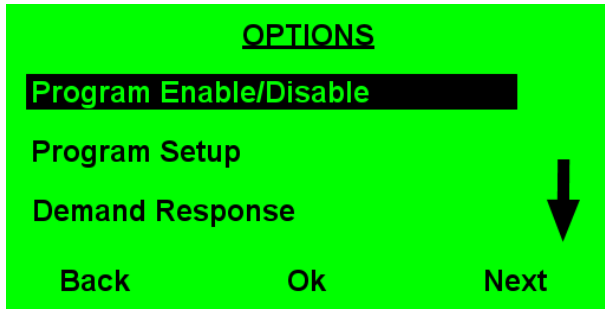 OPTIONS
Program Enable/Disable
Program Setup
Demand Response
Back Ok Next